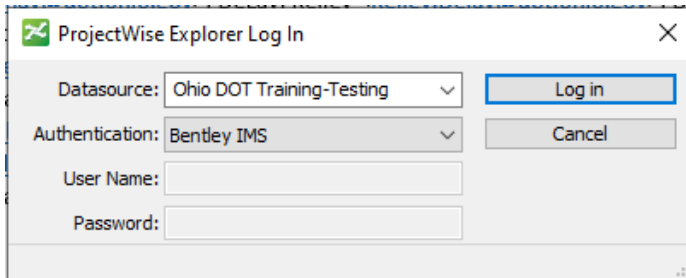 ProjectWise Explorer Log In
Datasource: Ohio DOT Training-Testing Log in
Authentication: Bentley IMS Cancel
User Name:
Password: